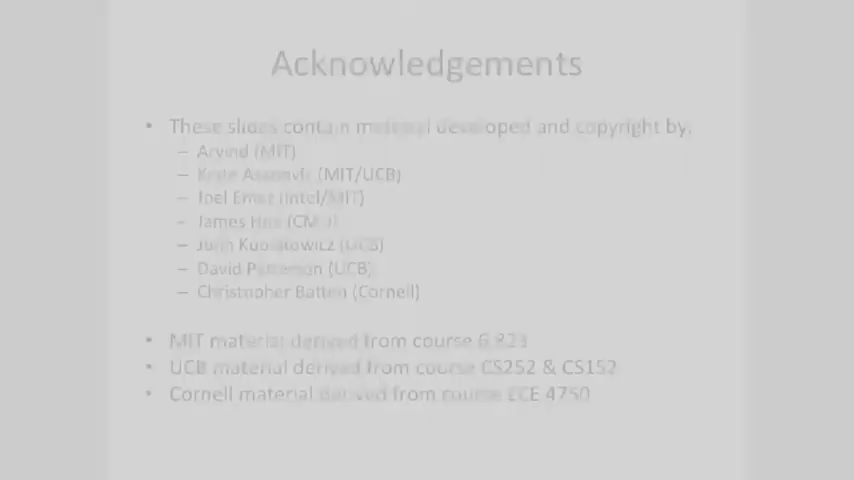 Acknowledgements
• These slides contain material developed and copyright by:
– Arvind (MIT)
– Krste Asanovic (MIT/UCB)
– Joel Emer (Intel/MIT)
– James Hoe (CMU)
– John Kubiatowicz (UCB)
– David Patterson (UCB)
– Christopher Batten (Cornell)
• MIT material derived from course 6.823
• UCB material derived from course CS252 & CS152
• Cornell material derived from course ECE 4750